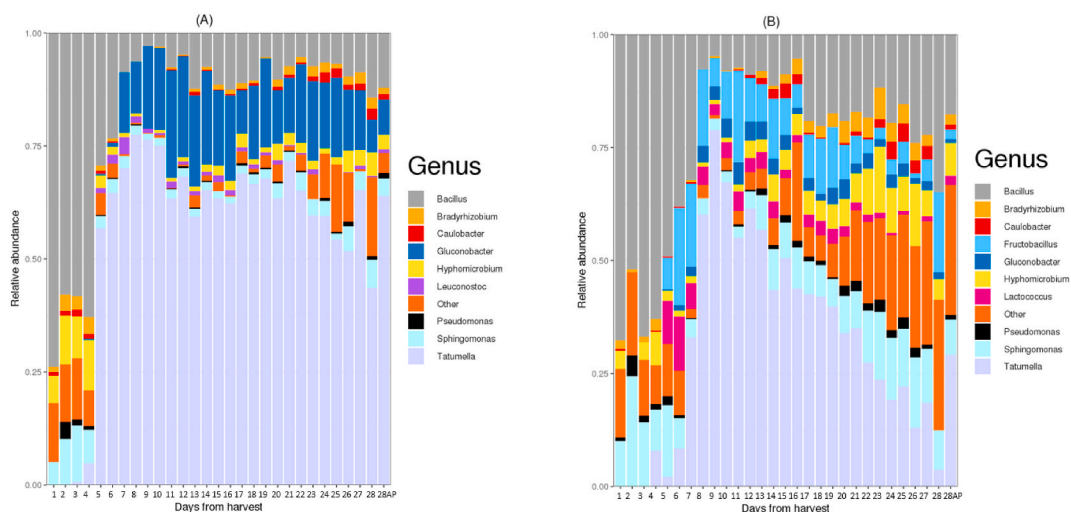 (A)
1.00
0.75
0.50
0.25
0.00
Relative abundance
1 2 3 4 5 6 7 8 9 10 11 12 13 14 15 16 17 18 19 20 21 22 23 24 25 26 27 28 28AP
Days from harvest
Genus
Bacillus
Bradyrhizobium
Caulobacter
Gluconobacter
Hyphomicrobium
Leuconostoc
Other
Pseudomonas
Sphingomonas
Tatumella
(B)
1.00
0.75
0.50
0.25
0.00
Relative abundance
1 2 3 4 5 6 7 8 9 10 11 12 13 14 15 16 17 18 19 20 21 22 23 24 25 26 27 28 28AP
Days from harvest
Genus
Bacillus
Bradyrhizobium
Caulobacter
Fructobacillus
Gluconobacter
Hyphomicrobium
Lactococcus
Other
Pseudomonas
Sphingomonas
Tatumella